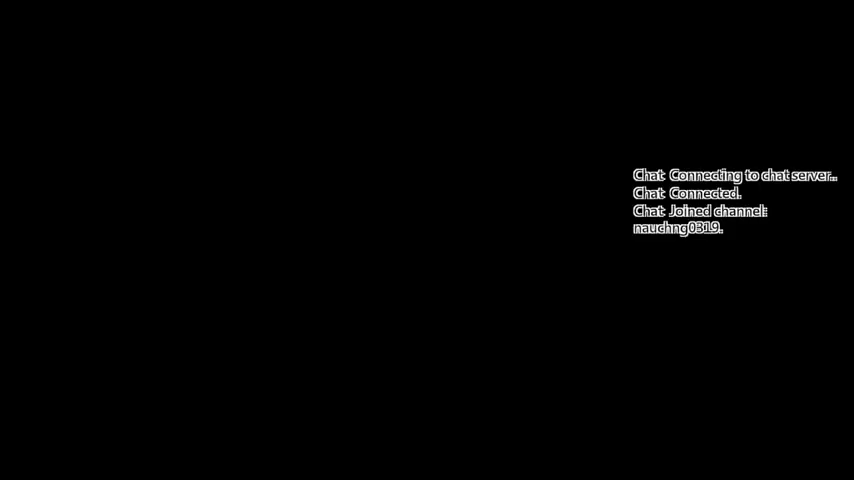 Chat: Connecting to chat server..
Chat: Connected.
Chat: Joined channel:
nauchng0319.